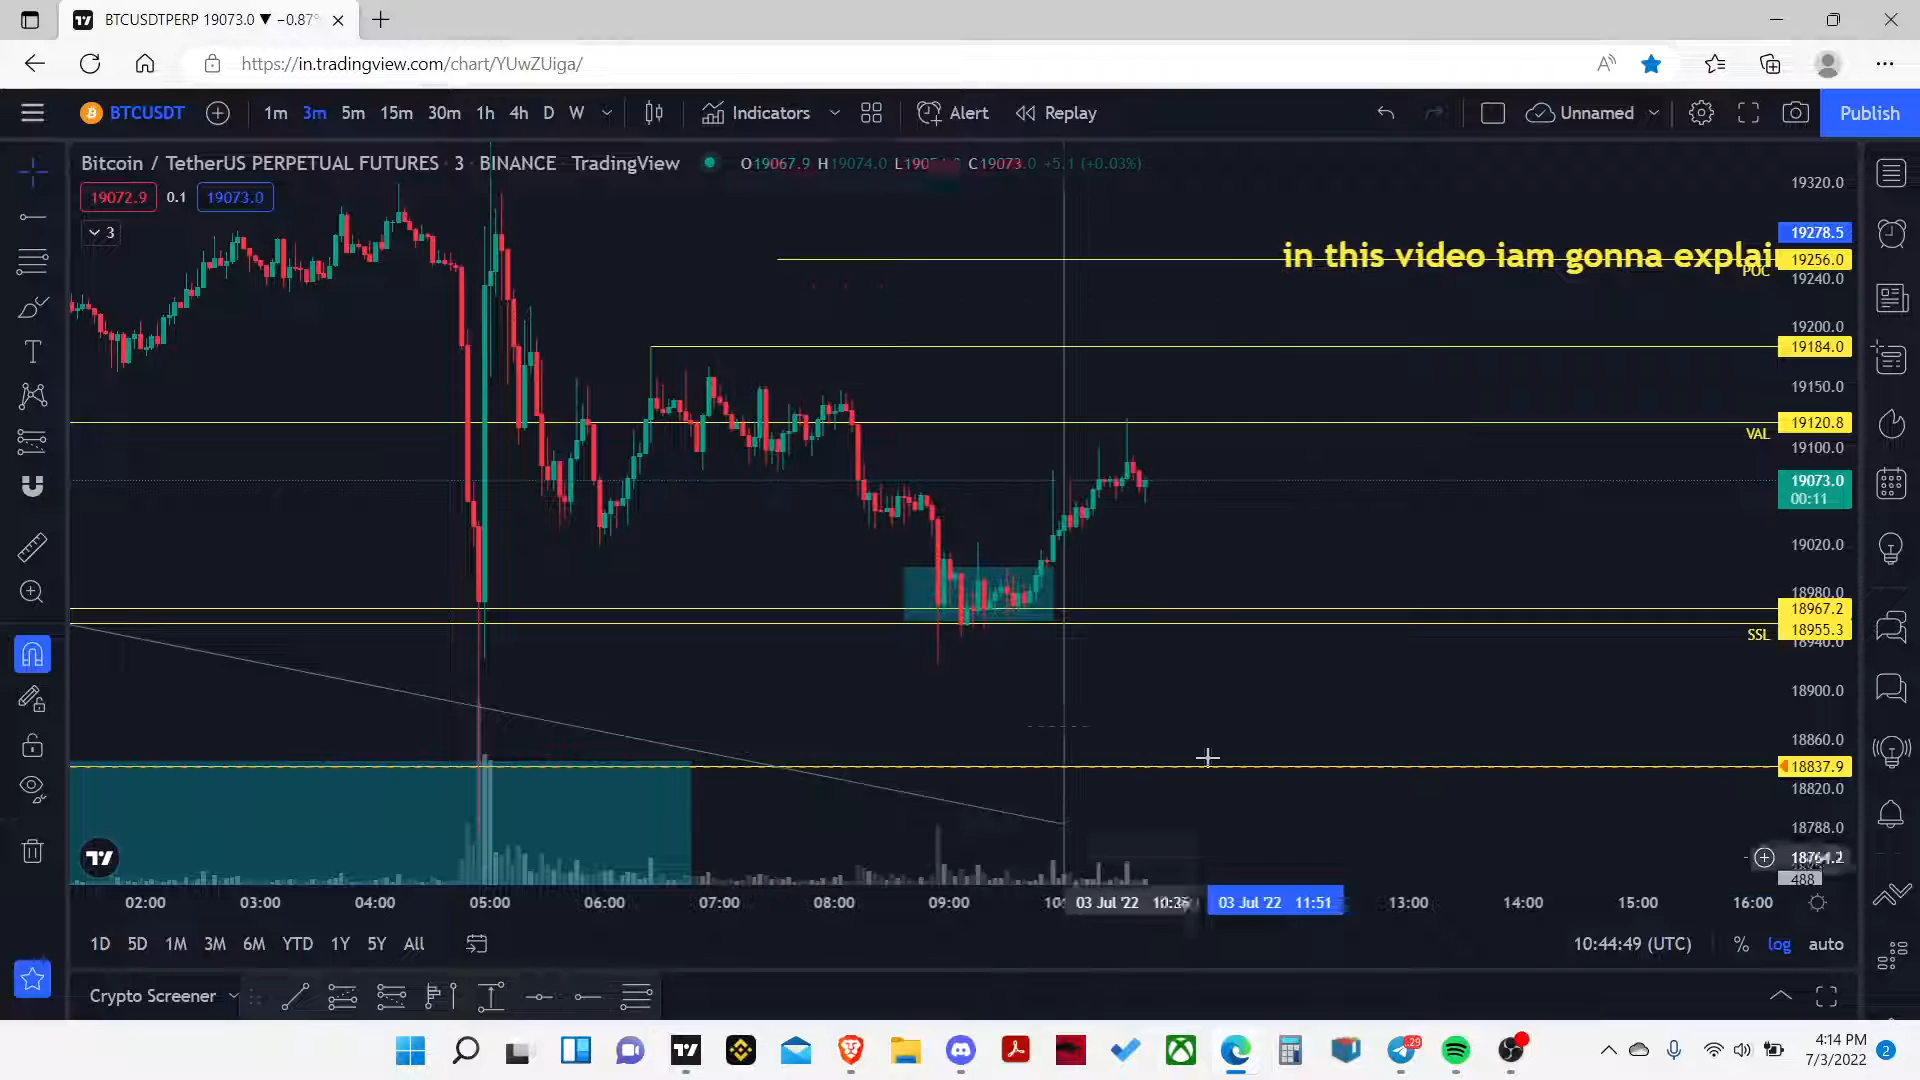 BTCUSDTPERP 19073.0 ▼ −0.87%
https://in.tradingview.com/chart/YUwZUiga/
BTCUSDT 1m 3m 5m 15m 30m 1h 4h D W Indicators Alert Replay Unnamed Publish
Bitcoin / TetherUS PERPETUAL FUTURES · 3 · BINANCE TradingView O19067.9 H19074.0 C19073.0 +5.1 (+0.03%)
19072.9 0.1 19073.0
3
in this video iam gonna explai
19320.0
19278.5
19256.0
POC
19240.0
19200.0
19184.0
19150.0
19120.8
VAL
19100.0
19073.0
00:11
19020.0
18980.0
18967.2
18955.3
SSL
18940.0
18900.0
18860.0
18837.9
18820.0
18788.0
488
02:00 03:00 04:00 05:00 06:00 07:00 08:00 09:00 03 Jul '22 03 Jul '22 11:51 13:00 14:00 15:00 16:00
1D 5D 1M 3M 6M YTD 1Y 5Y All 10:44:49 (UTC) % log auto
Crypto Screener
29
4:14 PM
7/3/2022
2